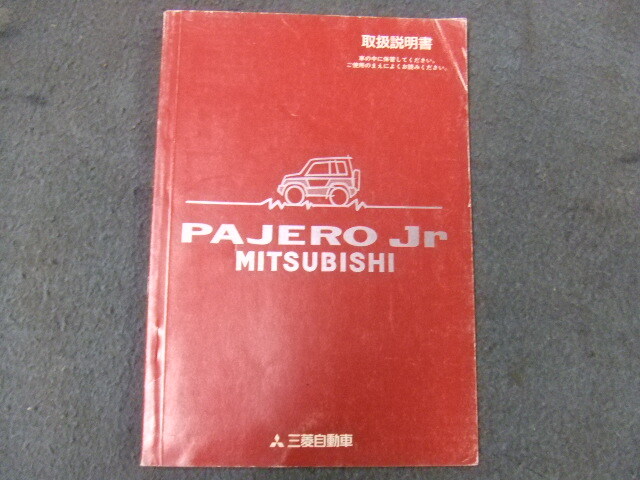 取扱説明書
車の中に保管してください。
ご使用のまえによくお読みください。
PAJERO Jr
MITSUBISHI
三菱自動車